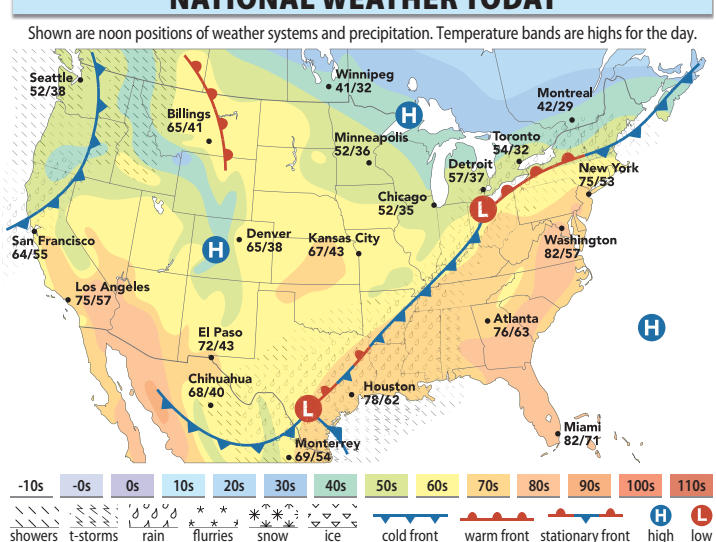 NATIONAL WEATHER TODAY
Shown are noon positions of weather systems and precipitation. Temperature bands are highs for the day.
Seattle
52/38
Winnipeg
41/32
Billings
65/41
H
Montreal
42/29
Minneapolis
52/36
Toronto
54/32
Detroit
57/37
New York
75/53
Chicago
52/35
L
San Francisco
64/55
H
Denver
65/38
Kansas City
67/43
Washington
82/57
Los Angeles
75/57
Atlanta
76/63
H
El Paso
72/43
Chihuahua
68/40
Houston
78/62
L
Monterrey
69/54
Miami
82/71
-10s -0s 0s 10s 20s 30s 40s 50s 60s 70s 80s 90s 100s 110s
H L
showers t-storms rain flurries snow ice cold front warm front stationary front high low